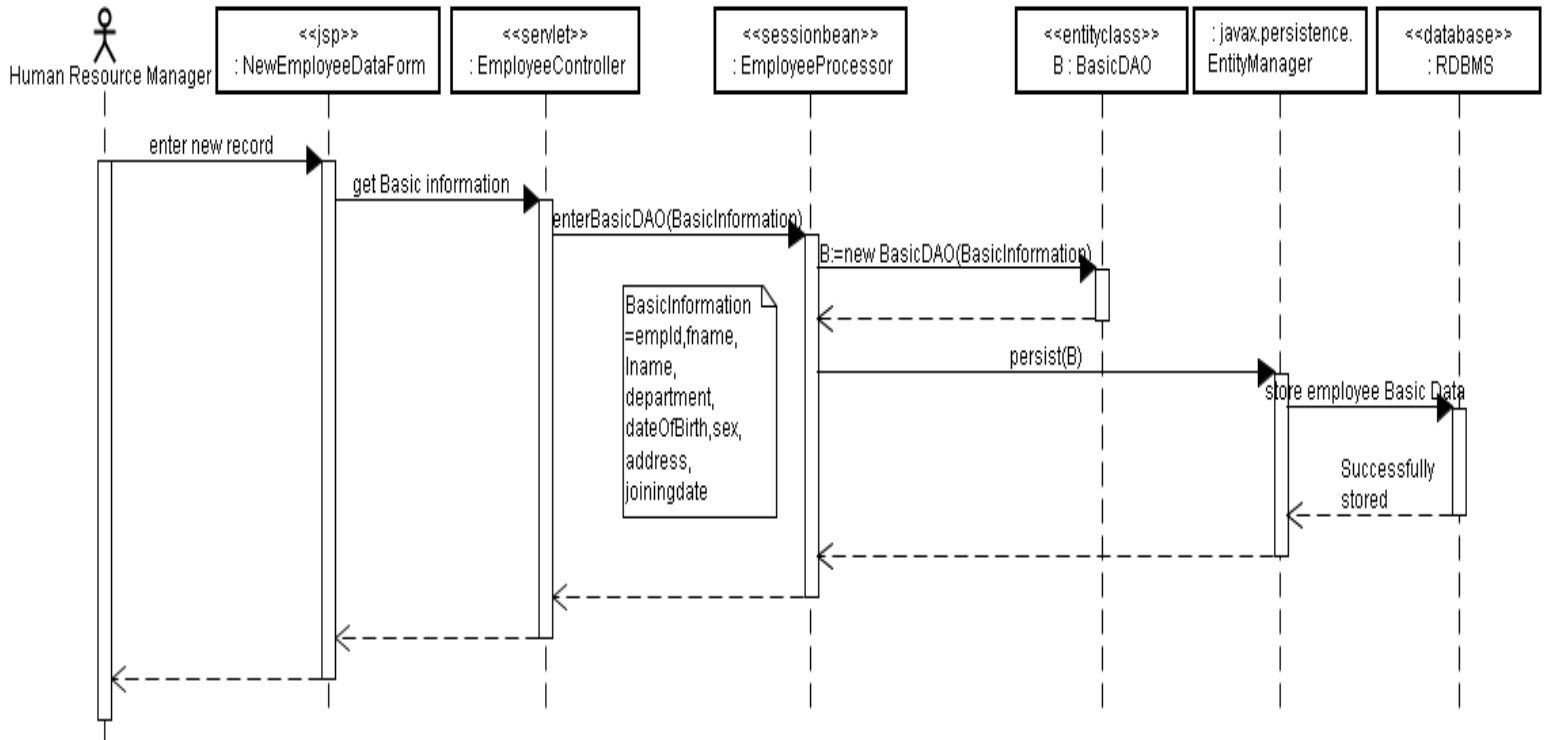 Human Resource Manager
<<jsp>>
: NewEmployeeDataForm
<<servlet>>
: EmployeeController
<<sessionbean>>
: EmployeeProcessor
<<entityclass>>
B : BasicDAO
: javax.persistence.
EntityManager
<<database>>
: RDBMS
enter new record
get Basic information
enterBasicDAO(BasicInformation)
B:=new BasicDAO(BasicInformation)
BasicInformation
=empId,fname,
lname,
department,
dateOfBirth,sex,
address,
joiningdate
persist(B)
store employee Basic Data
Successfully
stored